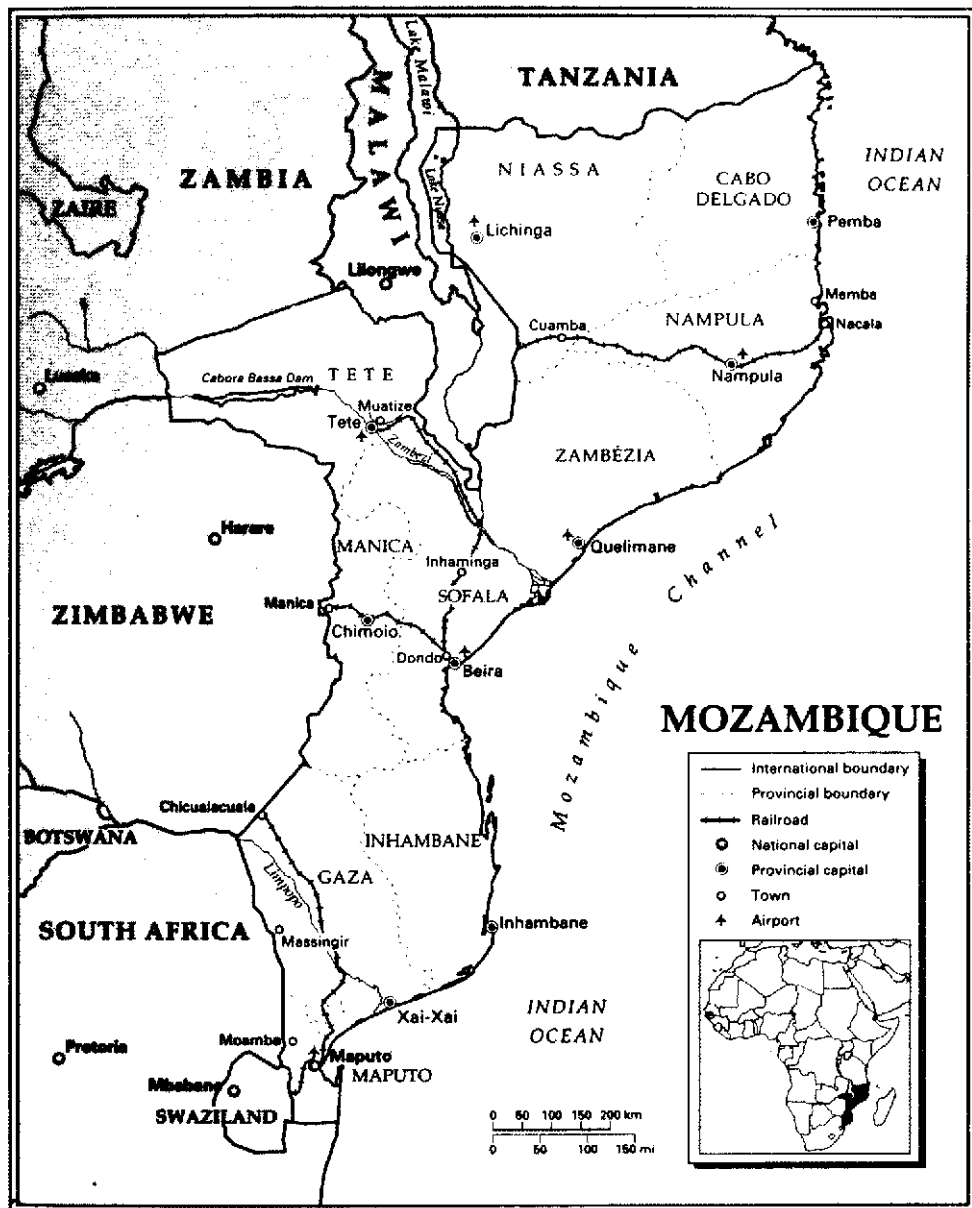 TANZANIA
Lake Malawi
MALAWI
INDIAN
OCEAN
NIASSA
ZAMBIA
CABO
DELGADO
ZAIRE
Lake Nyasa
Pemba
Lichinga
Lilongwe
Memba
Nacala
Cuamba
NAMPULA
Nampula
Lusaka
Cabora Bassa Dam
TETE
Muatize
Tete
Zambezi
ZAMBÉZIA
Harare
MANICA
Quelimane
Inhaminga
SOFALA
Manica
ZIMBABWE
Chimoio
Dondo
Beira
Mozambique Channel
MOZAMBIQUE
International boundary
Provincial boundary
Railroad
National capital
Provincial capital
Town
Airport
Chicualacuala
BOTSWANA
INHAMBANE
GAZA
Limpopo
SOUTH AFRICA
Massingir
Inhambane
Xai-Xai
INDIAN
OCEAN
Moamba
Pretoria
Maputo
MAPUTO
Mbabane
SWAZILAND
0 50 100 150 200 km
0 50 100 150 mi